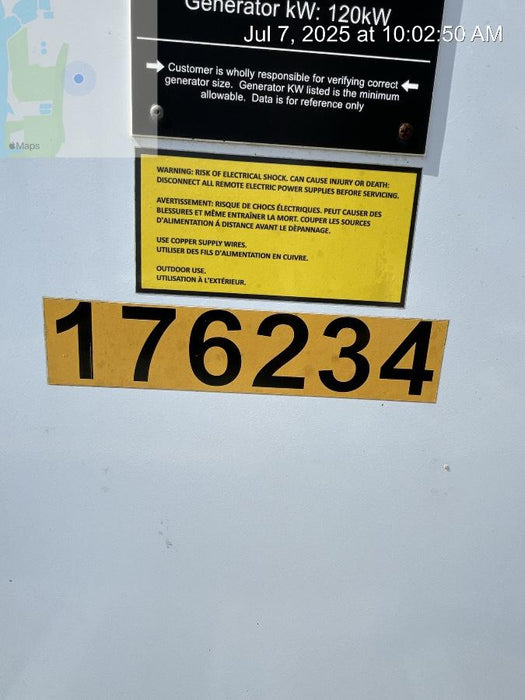 Generator kW: 120kW
Jul 7, 2025 at 10:02:50 AM
Customer is wholly responsible for verifying correct
generator size. Generator KW listed is the minimum
allowable. Data is for reference only
Maps
WARNING: RISK OF ELECTRICAL SHOCK. CAN CAUSE INJURY OR DEATH:
DISCONNECT ALL REMOTE ELECTRIC POWER SUPPLIES BEFORE SERVICING.
AVERTISSEMENT: RISQUE DE CHOCS ÉLECTRIQUES. PEUT CAUSER DES
BLESSURES ET MÊME ENTRAÎNER LA MORT. COUPER LES SOURCES
D'ALIMENTATION Á DISTANCE AVANT LE DÈPANNAGE.
USE COPPER SUPPLY WIRES.
UTILISER DES FILS D'ALIMENTATION EN CUIVRE.
OUTDOOR USE.
UTILISATION À L'EXTÉRIEUR.
176234